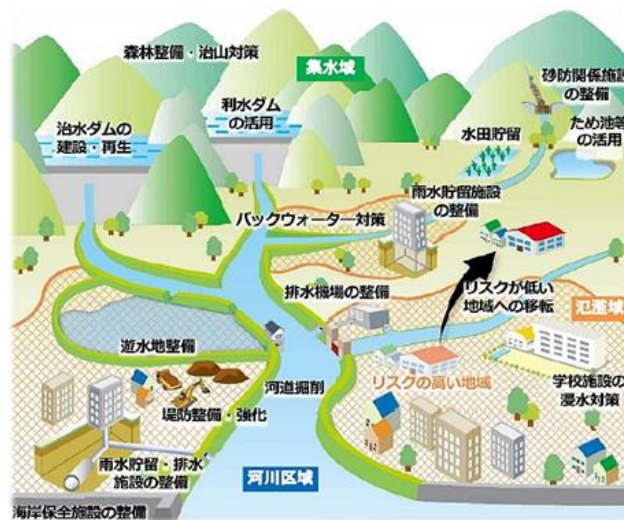 森林整備・治山対策
集水域
砂防関係施設
の整備
治水ダムの
建設・再生
利水ダム
の活用
水田貯留
ため池等
の活用
雨水貯留施設
の整備
バックウォーター対策
排水機場の整備
リスクが低い
地域への移転
氾濫域
遊水地整備
リスクの高い地域
学校施設の
浸水対策
河道掘削
堤防整備・強化
雨水貯留・排水
施設の整備
河川区域
海岸保全施設の整備